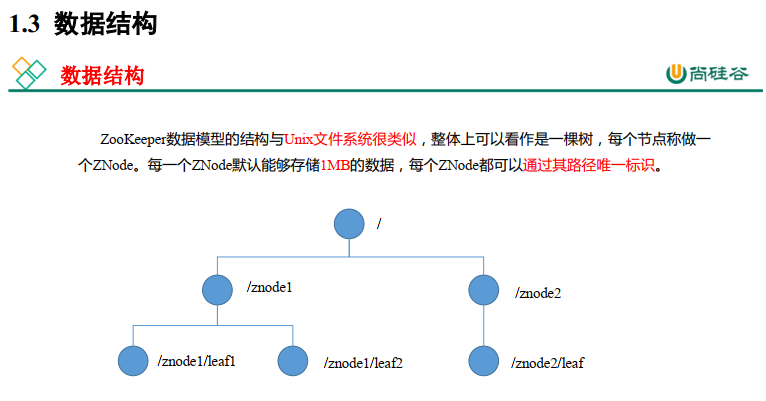 1.3 数据结构
数据结构
尚硅谷
ZooKeeper数据模型的结构与Unix文件系统很类似，整体上可以看作是一棵树，每个节点称做一
个ZNode。每一个ZNode默认能够存储1MB的数据，每个ZNode都可以通过其路径唯一标识。
/
/znode1
/znode2
/znode1/leaf1
/znode1/leaf2
/znode2/leaf